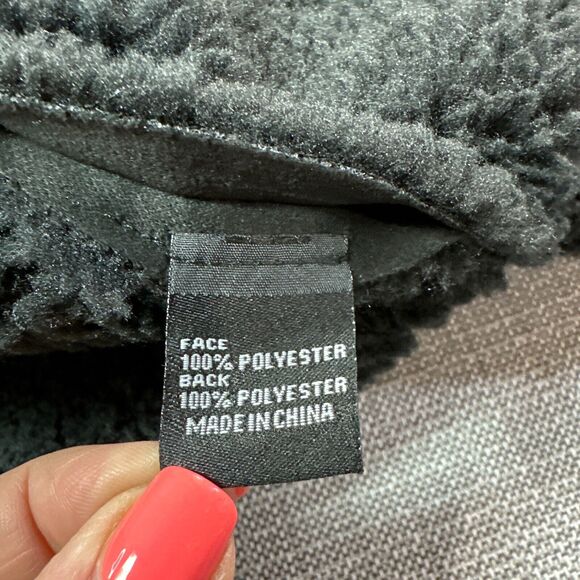 FACE
100% POLYESTER
BACK
100% POLYESTER
MADE IN CHINA